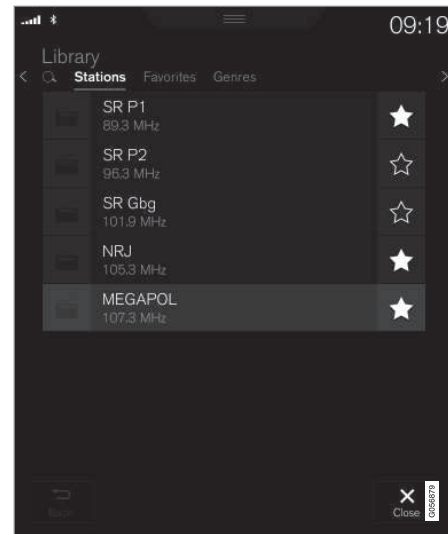 09:19
Library
Stations Favorites Genres
SR P1
89.3 MHz
SR P2
96.3 MHz
SR Gbg
101.9 MHz
NRJ
105.3 MHz
MEGAPOL
107.3 MHz
Back
Close
G056879